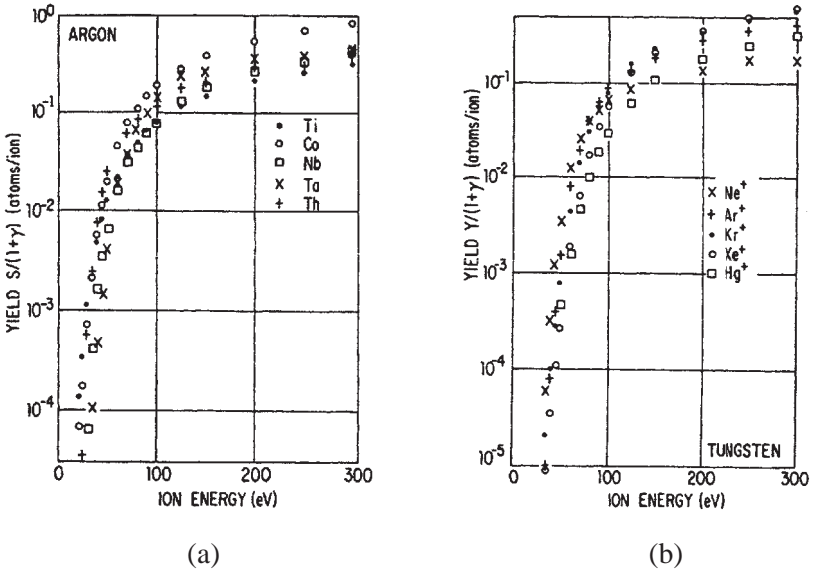 ARGON
YIELD S/(1+γ) (atoms/ion)
10⁰
10⁻¹
10⁻²
10⁻³
10⁻⁴
• Ti
○ Co
□ Nb
× Ta
+ Th
0 100 200 300
ION ENERGY (eV)
(a)
YIELD Y/(1+γ) (atoms/ion)
10⁰
10⁻¹
10⁻²
10⁻³
10⁻⁴
10⁻⁵
× Ne⁺
+ Ar⁺
• Kr⁺
○ Xe⁺
□ Hg⁺
TUNGSTEN
0 100 200 300
ION ENERGY (eV)
(b)